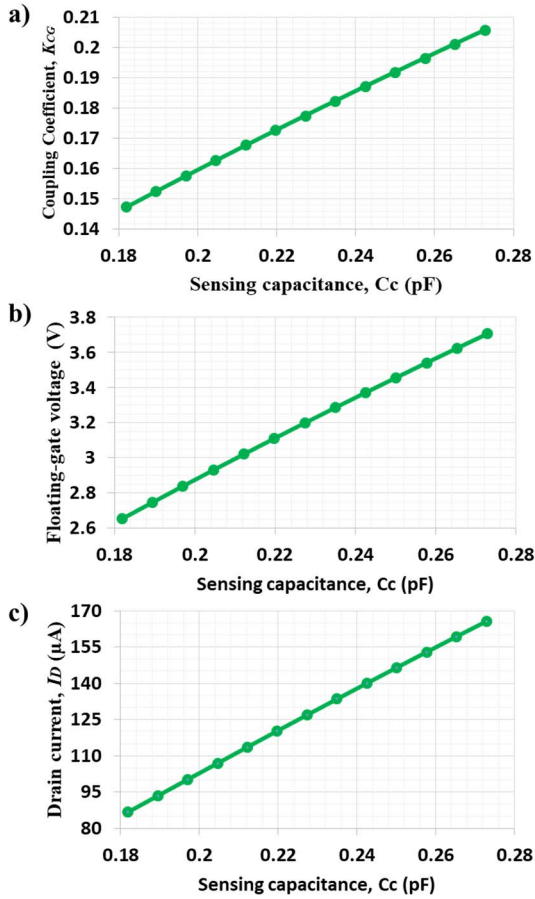 a)
Coupling Coefficient, KCG
0.21
0.2
0.19
0.18
0.17
0.16
0.15
0.14
0.18 0.2 0.22 0.24 0.26 0.28
Sensing capacitance, Cc (pF)
b)
Floating-gate voltage (V)
3.8
3.6
3.4
3.2
3
2.8
2.6
0.18 0.2 0.22 0.24 0.26 0.28
Sensing capacitance, Cc (pF)
c)
Drain current, ID (µA)
170
155
140
125
110
95
80
0.18 0.2 0.22 0.24 0.26 0.28
Sensing capacitance, Cc (pF)